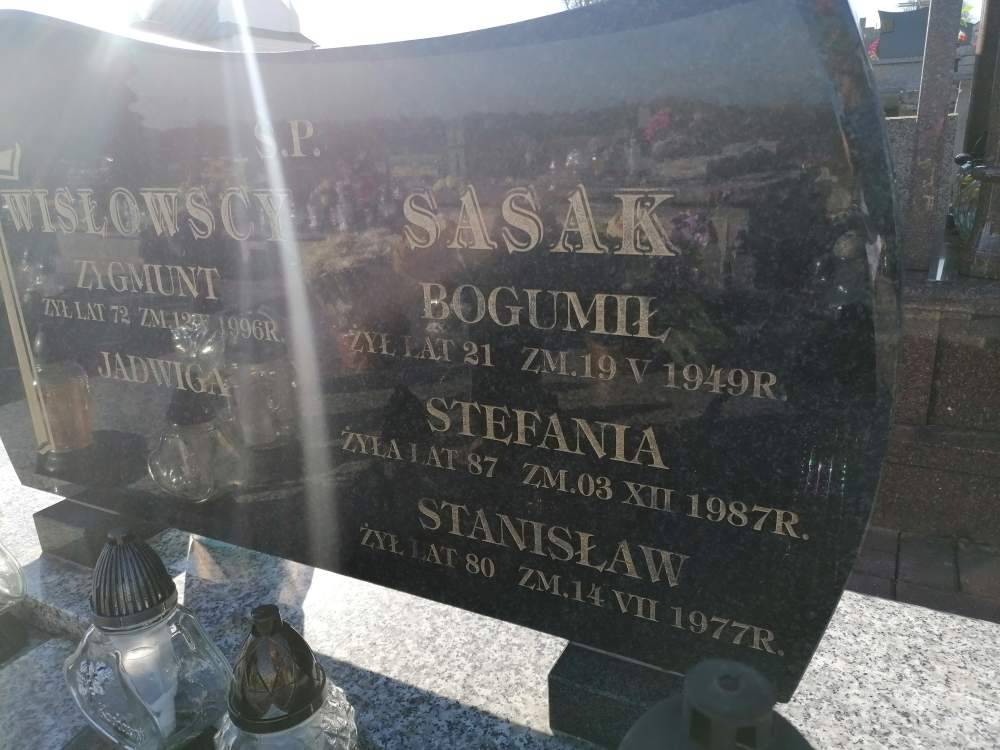 Ś.P.
WISŁOWSCY
ZYGMUNT
ŻYŁ LAT 72 ZM. 1996R.
JADWIGA
SASAK
BOGUMIŁ
ŻYŁ LAT 21 ZM.19 V 1949R.
STEFANIA
ŻYŁA LAT 87 ZM.03 XII 1987R.
STANISŁAW
ŻYŁ LAT 80 ZM.14 VII 1977R.